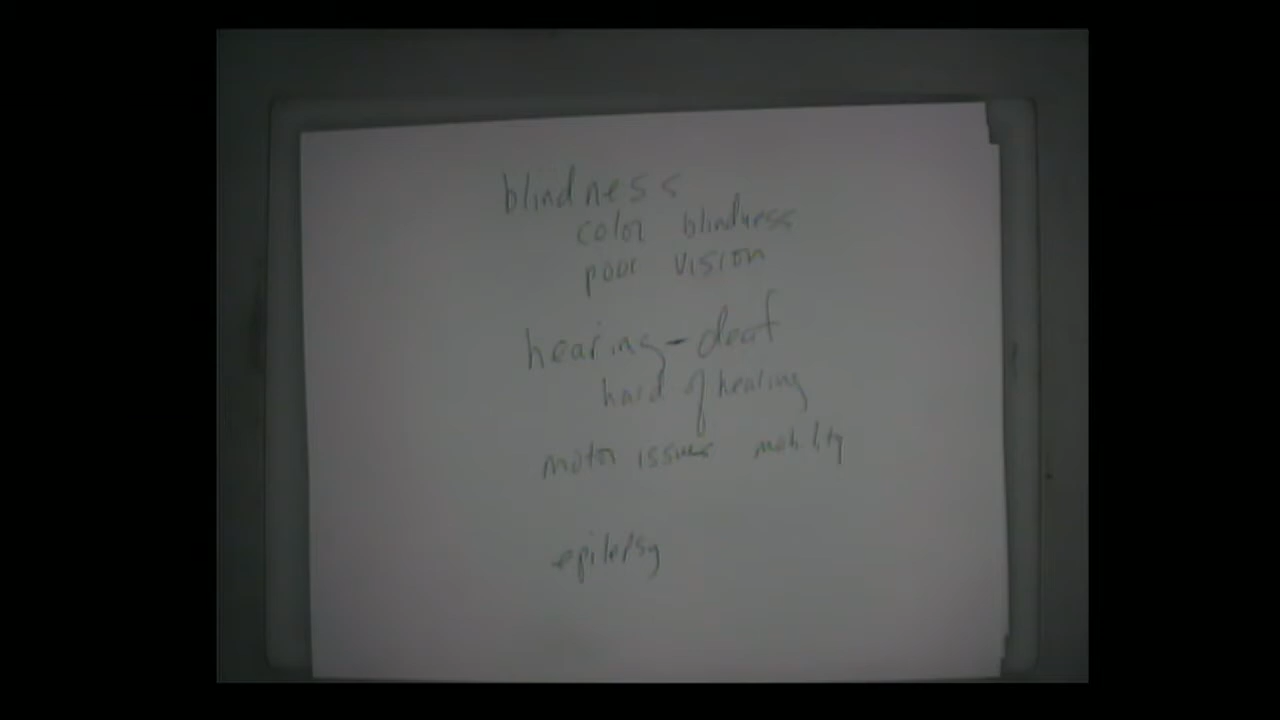 blindness
color blindness
poor vision
hearing - deaf
hard of hearing
motor issues mobility
epilepsy